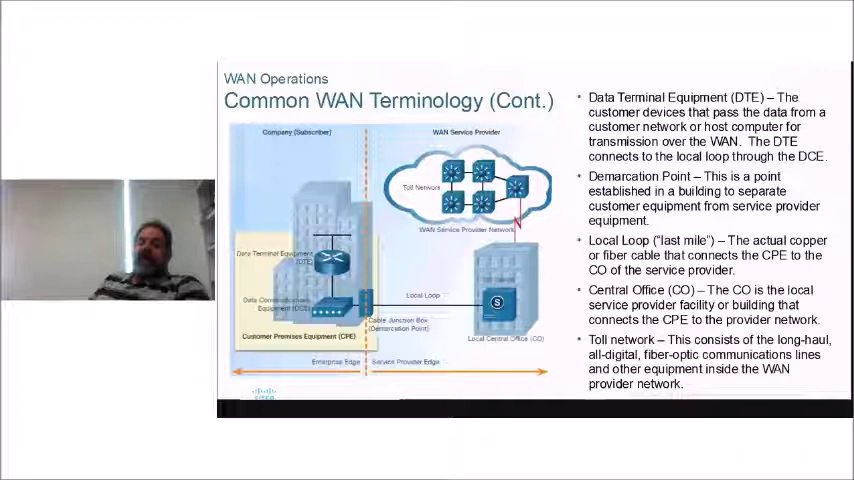 WAN Operations
Common WAN Terminology (Cont.)
Company (Subscriber)
WAN Service Provider
Toll Network
WAN Service Provider Network
Data Terminal Equipment
(DTE)
Data Communications
Equipment (DCE)
Local Loop
S
Cable Junction Box
(Demarcation Point)
Customer Premises Equipment (CPE)
Local Central Office (CO)
Enterprise Edge
Service Provider Edge
CISCO
• Data Terminal Equipment (DTE) – The
customer devices that pass the data from a
customer network or host computer for
transmission over the WAN. The DTE
connects to the local loop through the DCE.
• Demarcation Point – This is a point
established in a building to separate
customer equipment from service provider
equipment.
• Local Loop ("last mile") – The actual copper
or fiber cable that connects the CPE to the
CO of the service provider.
• Central Office (CO) – The CO is the local
service provider facility or building that
connects the CPE to the provider network.
• Toll network – This consists of the long-haul,
all-digital, fiber-optic communications lines
and other equipment inside the WAN
provider network.